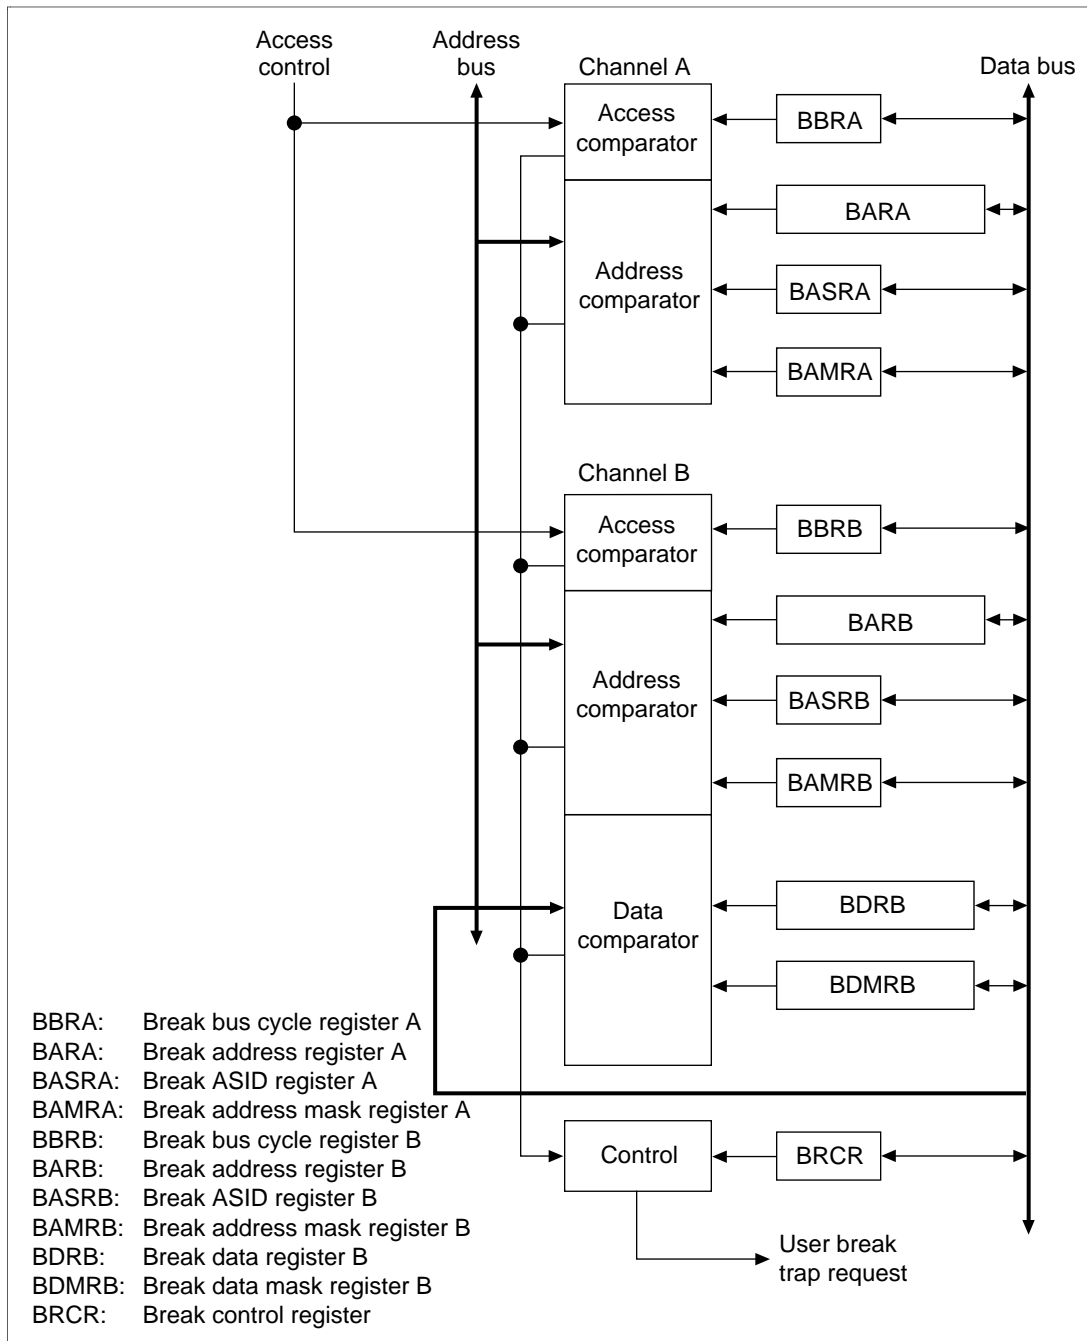 Access
control
Address
bus
Channel A
Data bus
Access
comparator
BBRA
BARA
Address
comparator
BASRA
BAMRA
Channel B
Access
comparator
BBRB
BARB
Address
comparator
BASRB
BAMRB
Data
comparator
BDRB
BDMRB
Control
BRCR
User break
trap request
BBRA: Break bus cycle register A
BARA: Break address register A
BASRA: Break ASID register A
BAMRA: Break address mask register A
BBRB: Break bus cycle register B
BARB: Break address register B
BASRB: Break ASID register B
BAMRB: Break address mask register B
BDRB: Break data register B
BDMRB: Break data mask register B
BRCR: Break control register